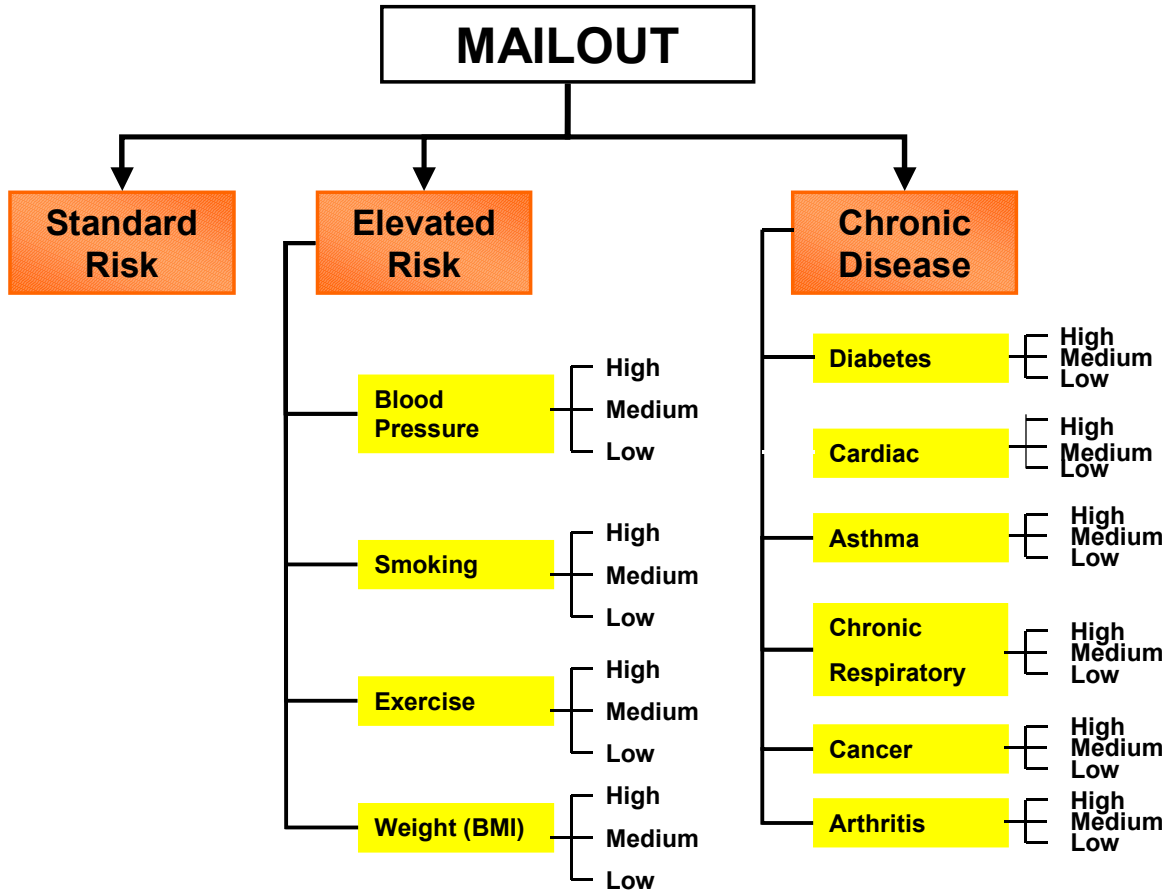 MAILOUT
Standard
Risk
Elevated
Risk
Blood
Pressure
High
Medium
Low
Smoking
High
Medium
Low
Exercise
High
Medium
Low
Weight (BMI)
High
Medium
Low
Chronic
Disease
Diabetes
High
Medium
Low
Cardiac
High
Medium
Low
Asthma
High
Medium
Low
Chronic
Respiratory
High
Medium
Low
Cancer
High
Medium
Low
Arthritis
High
Medium
Low